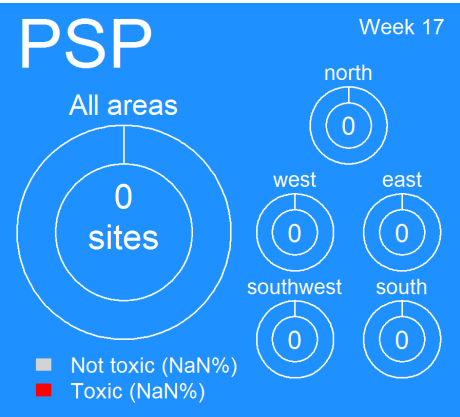 PSP
Week 17
All areas
0
sites
north
0
west
0
east
0
southwest
0
south
0
Not toxic (NaN%)
Toxic (NaN%)